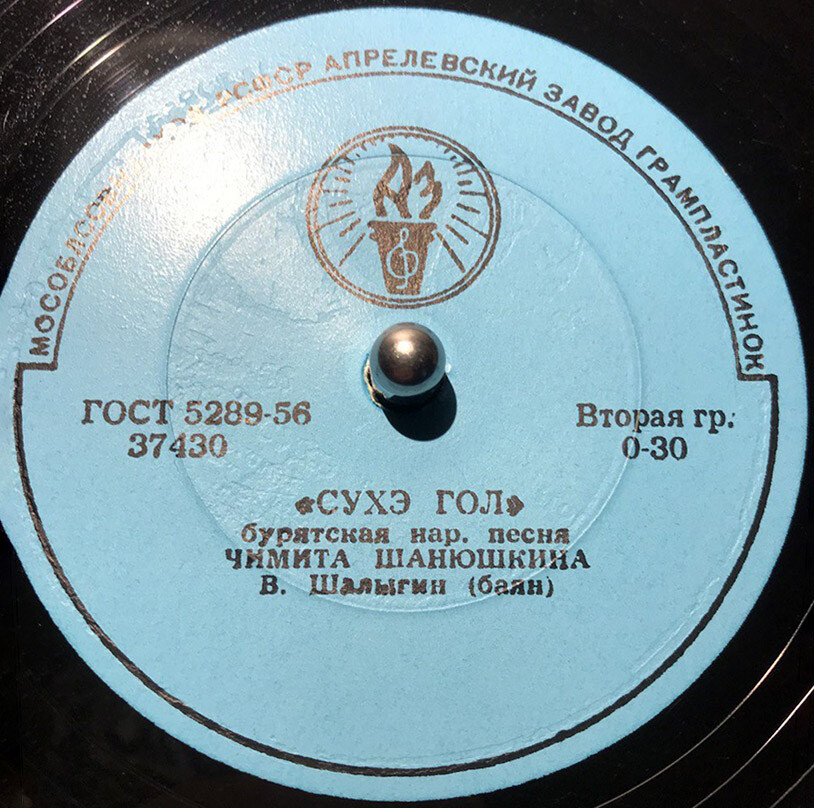 РСФСР АПРЕЛЕВСКИЙ ЗАВОД ГРАМПЛАСТИНОК
ГОСТ 5289-56
37430
Вторая гр.
0-30
«СУХЭ ГОЛ»
бурятская нар. песня
ЧИМИТА ШАНЮШКИНА
В. Шалыгин (баян)